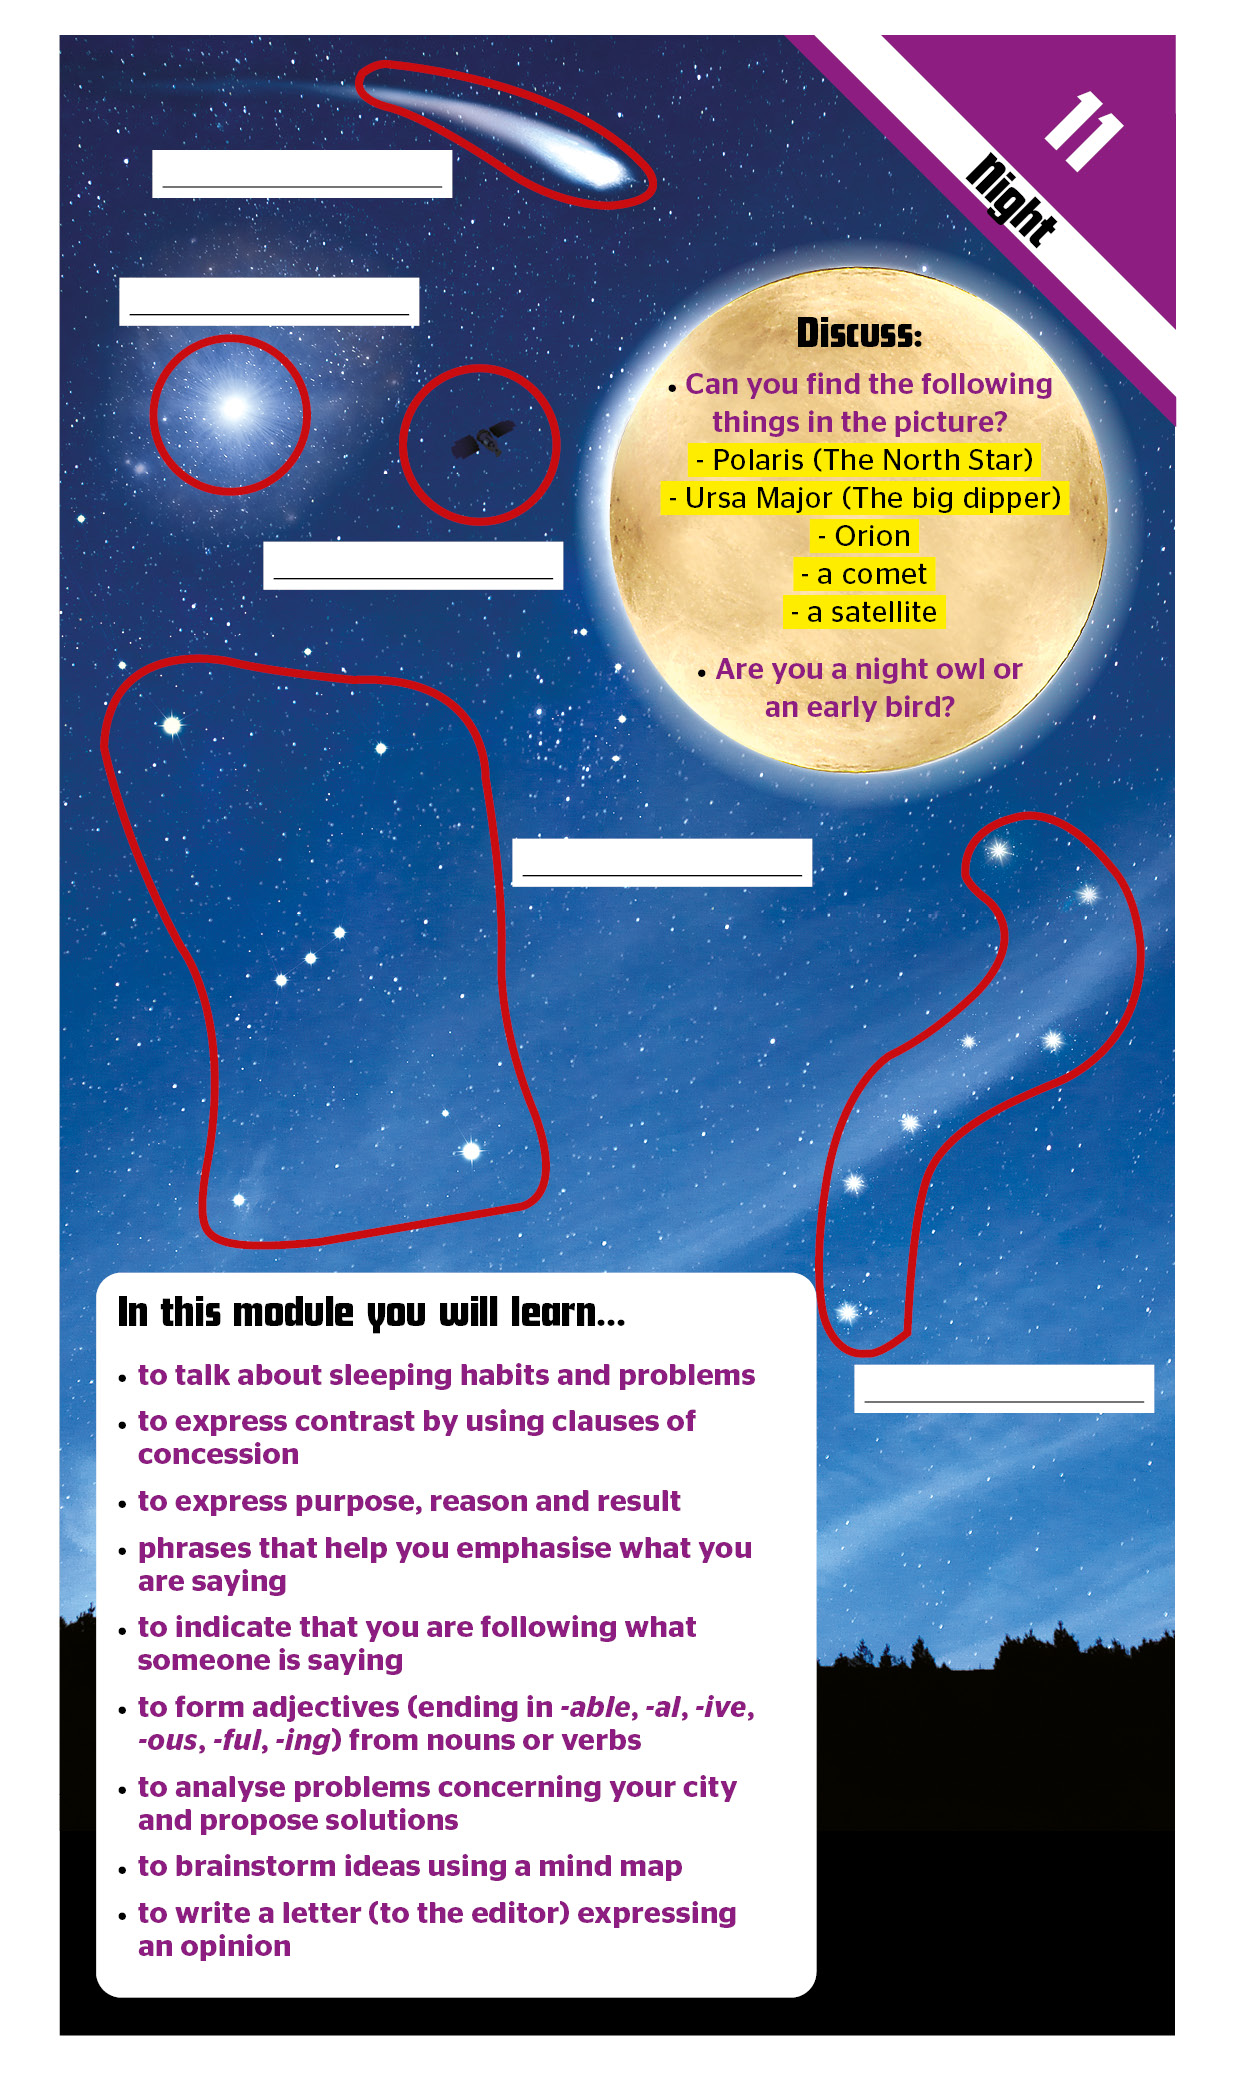 11
night
Discuss:
• Can you find the following
things in the picture?
- Polaris (The North Star)
- Ursa Major (The big dipper)
- Orion
- a comet
- a satellite
• Are you a night owl or
an early bird?
In this module you will learn...
• to talk about sleeping habits and problems
• to express contrast by using clauses of
concession
• to express purpose, reason and result
• phrases that help you emphasise what you
are saying
• to indicate that you are following what
someone is saying
• to form adjectives (ending in -able, -al, -ive,
-ous, -ful, -ing) from nouns or verbs
• to analyse problems concerning your city
and propose solutions
• to brainstorm ideas using a mind map
• to write a letter (to the editor) expressing
an opinion